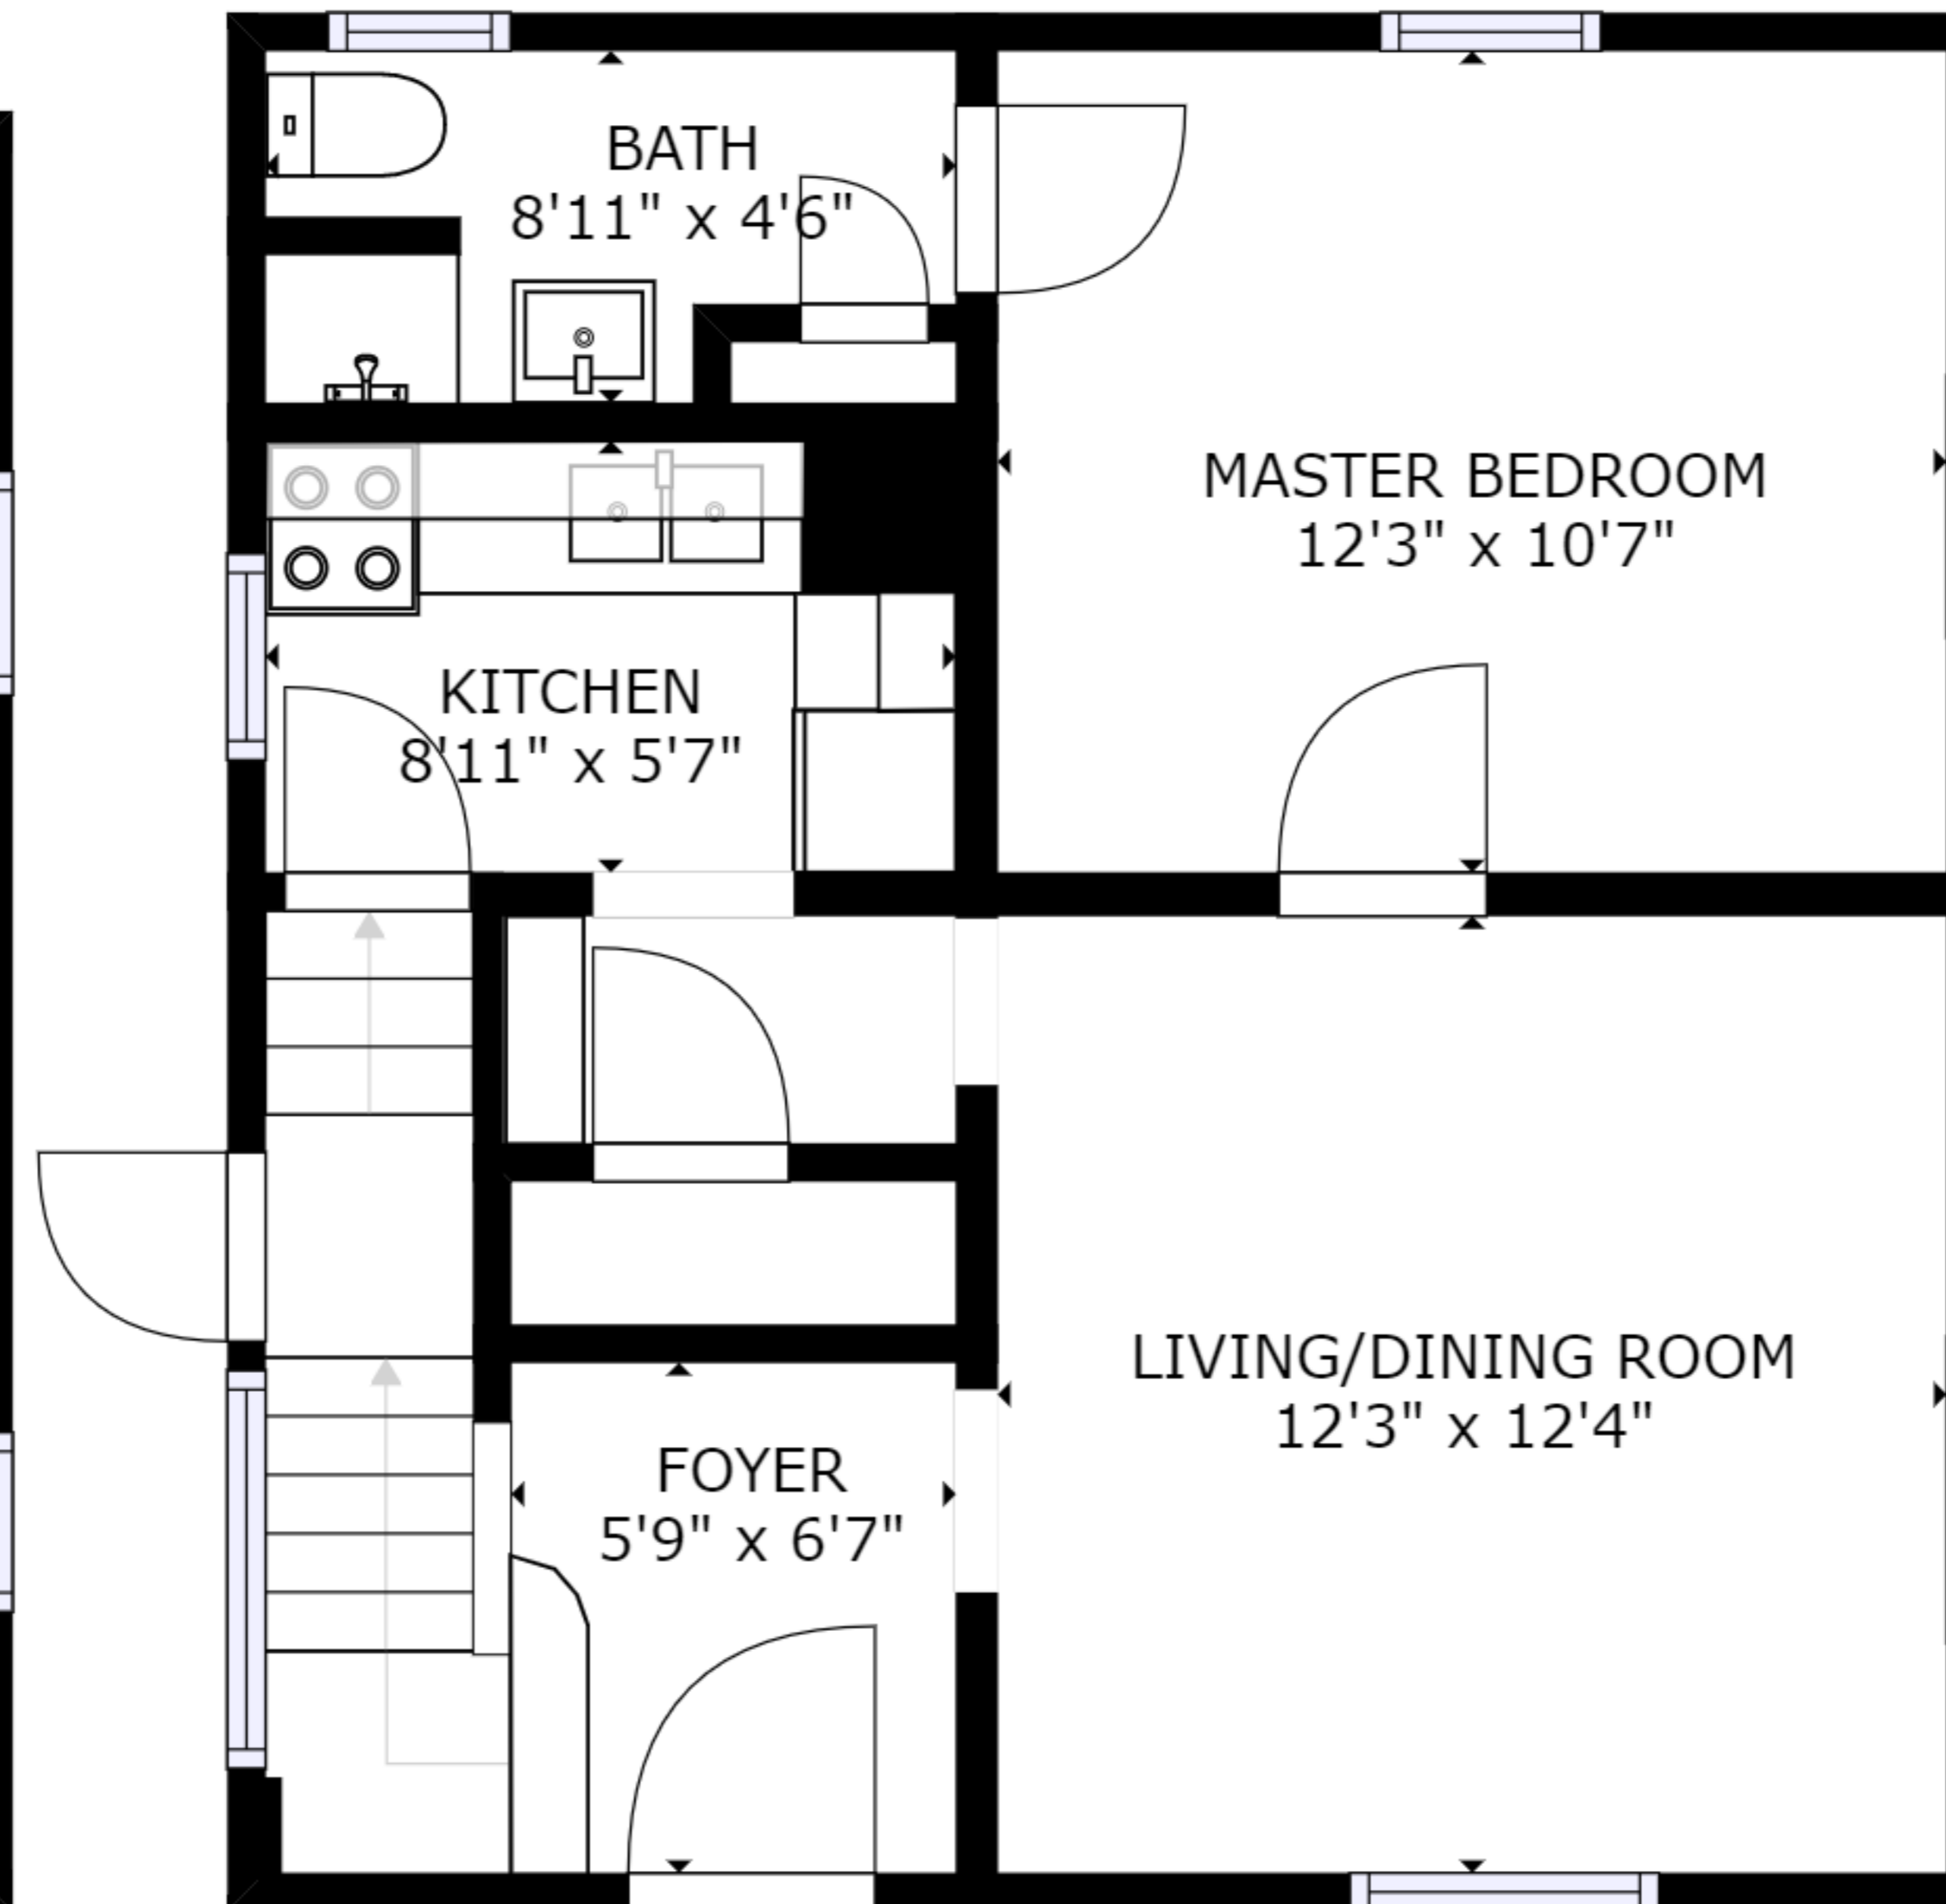 BATH
8'11" x 4'6"
MASTER BEDROOM
12'3" x 10'7"
KITCHEN
8'11" x 5'7"
LIVING/DINING ROOM
12'3" x 12'4"
FOYER
5'9" x 6'7"